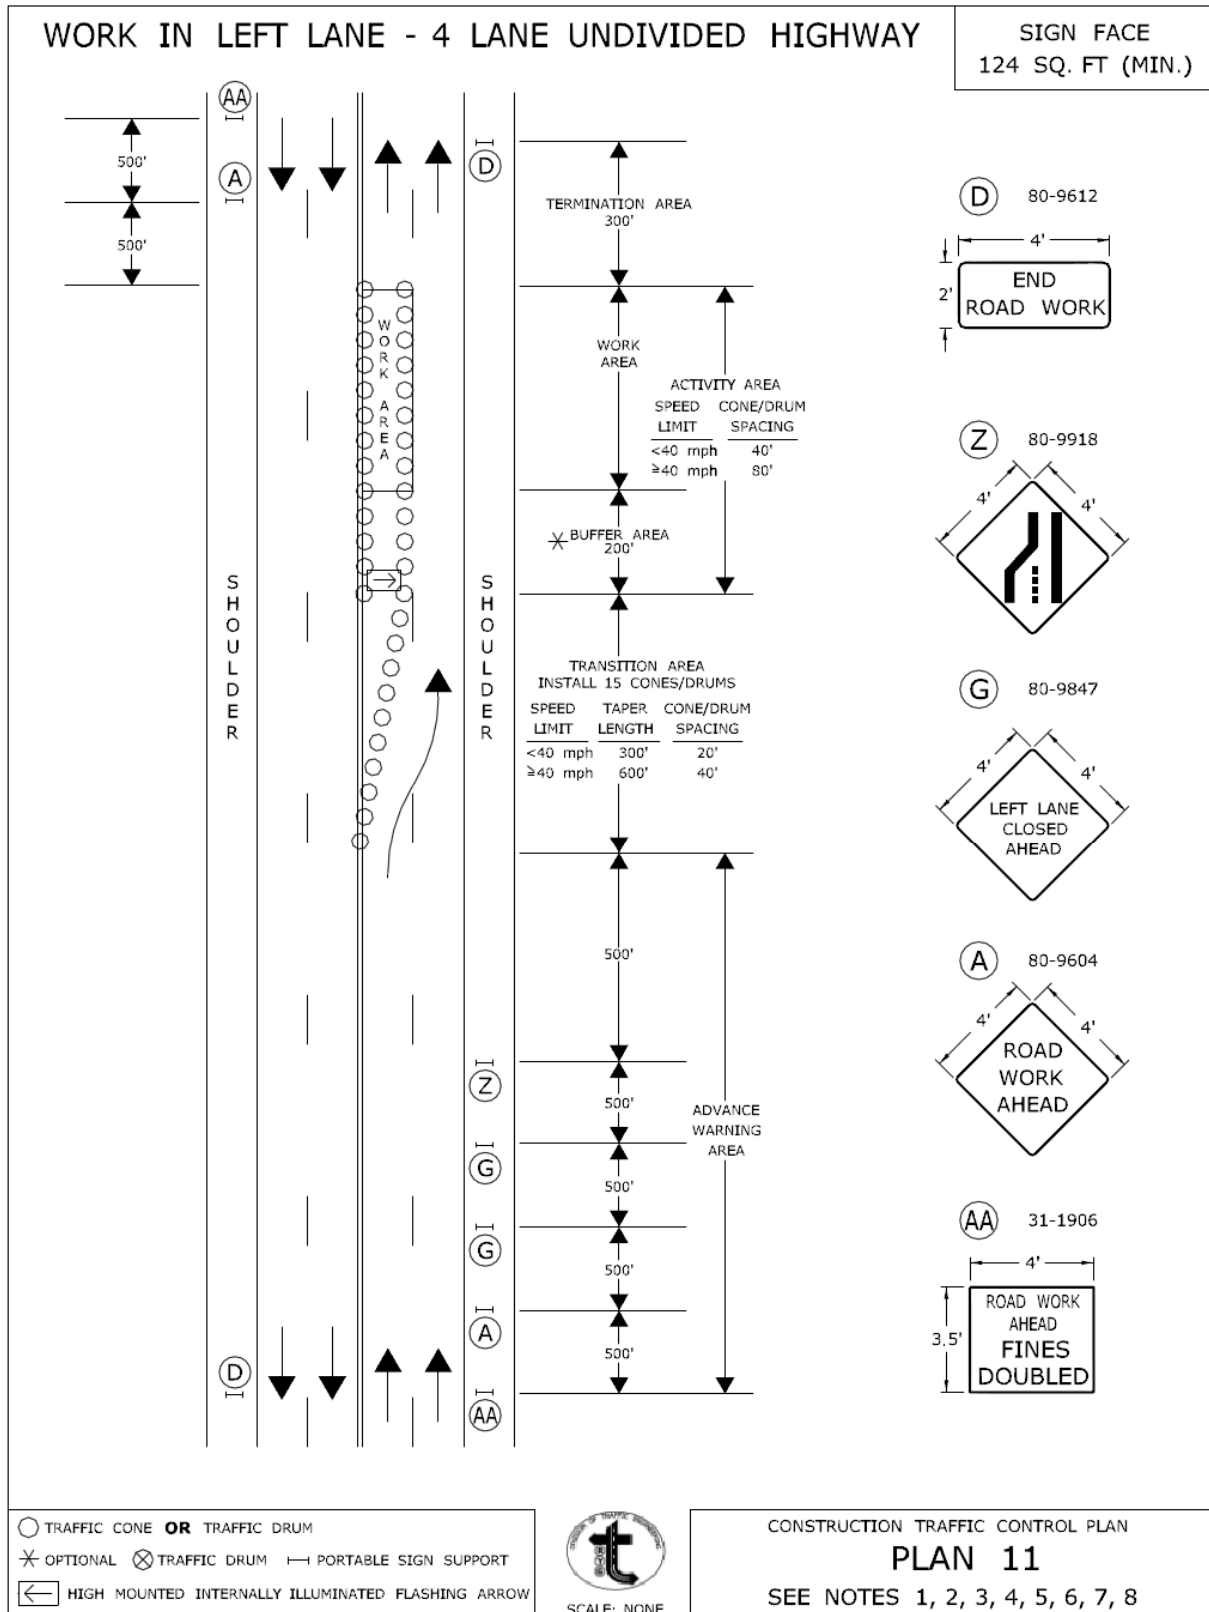 WORK IN LEFT LANE - 4 LANE UNDIVIDED HIGHWAY
SIGN FACE
124 SQ. FT (MIN.)
AA
500'
A
500'
D
TERMINATION AREA
300'
WORK AREA
WORK
AREA
ACTIVITY AREA
SPEED CONE/DRUM
LIMIT SPACING
<40 mph 40'
≥40 mph 80'
* BUFFER AREA
200'
SHOULDER
SHOULDER
TRANSITION AREA
INSTALL 15 CONES/DRUMS
SPEED TAPER CONE/DRUM
LIMIT LENGTH SPACING
<40 mph 300' 20'
≥40 mph 600' 40'
500'
Z
500'
G
500'
G
500'
A
500'
AA
D
ADVANCE
WARNING
AREA
D 80-9612
4'
2'
END
ROAD WORK
Z 80-9918
4' 4'
G 80-9847
4' 4'
LEFT LANE
CLOSED
AHEAD
A 80-9604
4' 4'
ROAD
WORK
AHEAD
AA 31-1906
4'
3.5'
ROAD WORK
AHEAD
FINES
DOUBLED
TRAFFIC CONE OR TRAFFIC DRUM
* OPTIONAL TRAFFIC DRUM PORTABLE SIGN SUPPORT
HIGH MOUNTED INTERNALLY ILLUMINATED FLASHING ARROW
DIVISION OF TRAFFIC ENGINEERING
t
SCALE: NONE
CONSTRUCTION TRAFFIC CONTROL PLAN
PLAN 11
SEE NOTES 1, 2, 3, 4, 5, 6, 7, 8